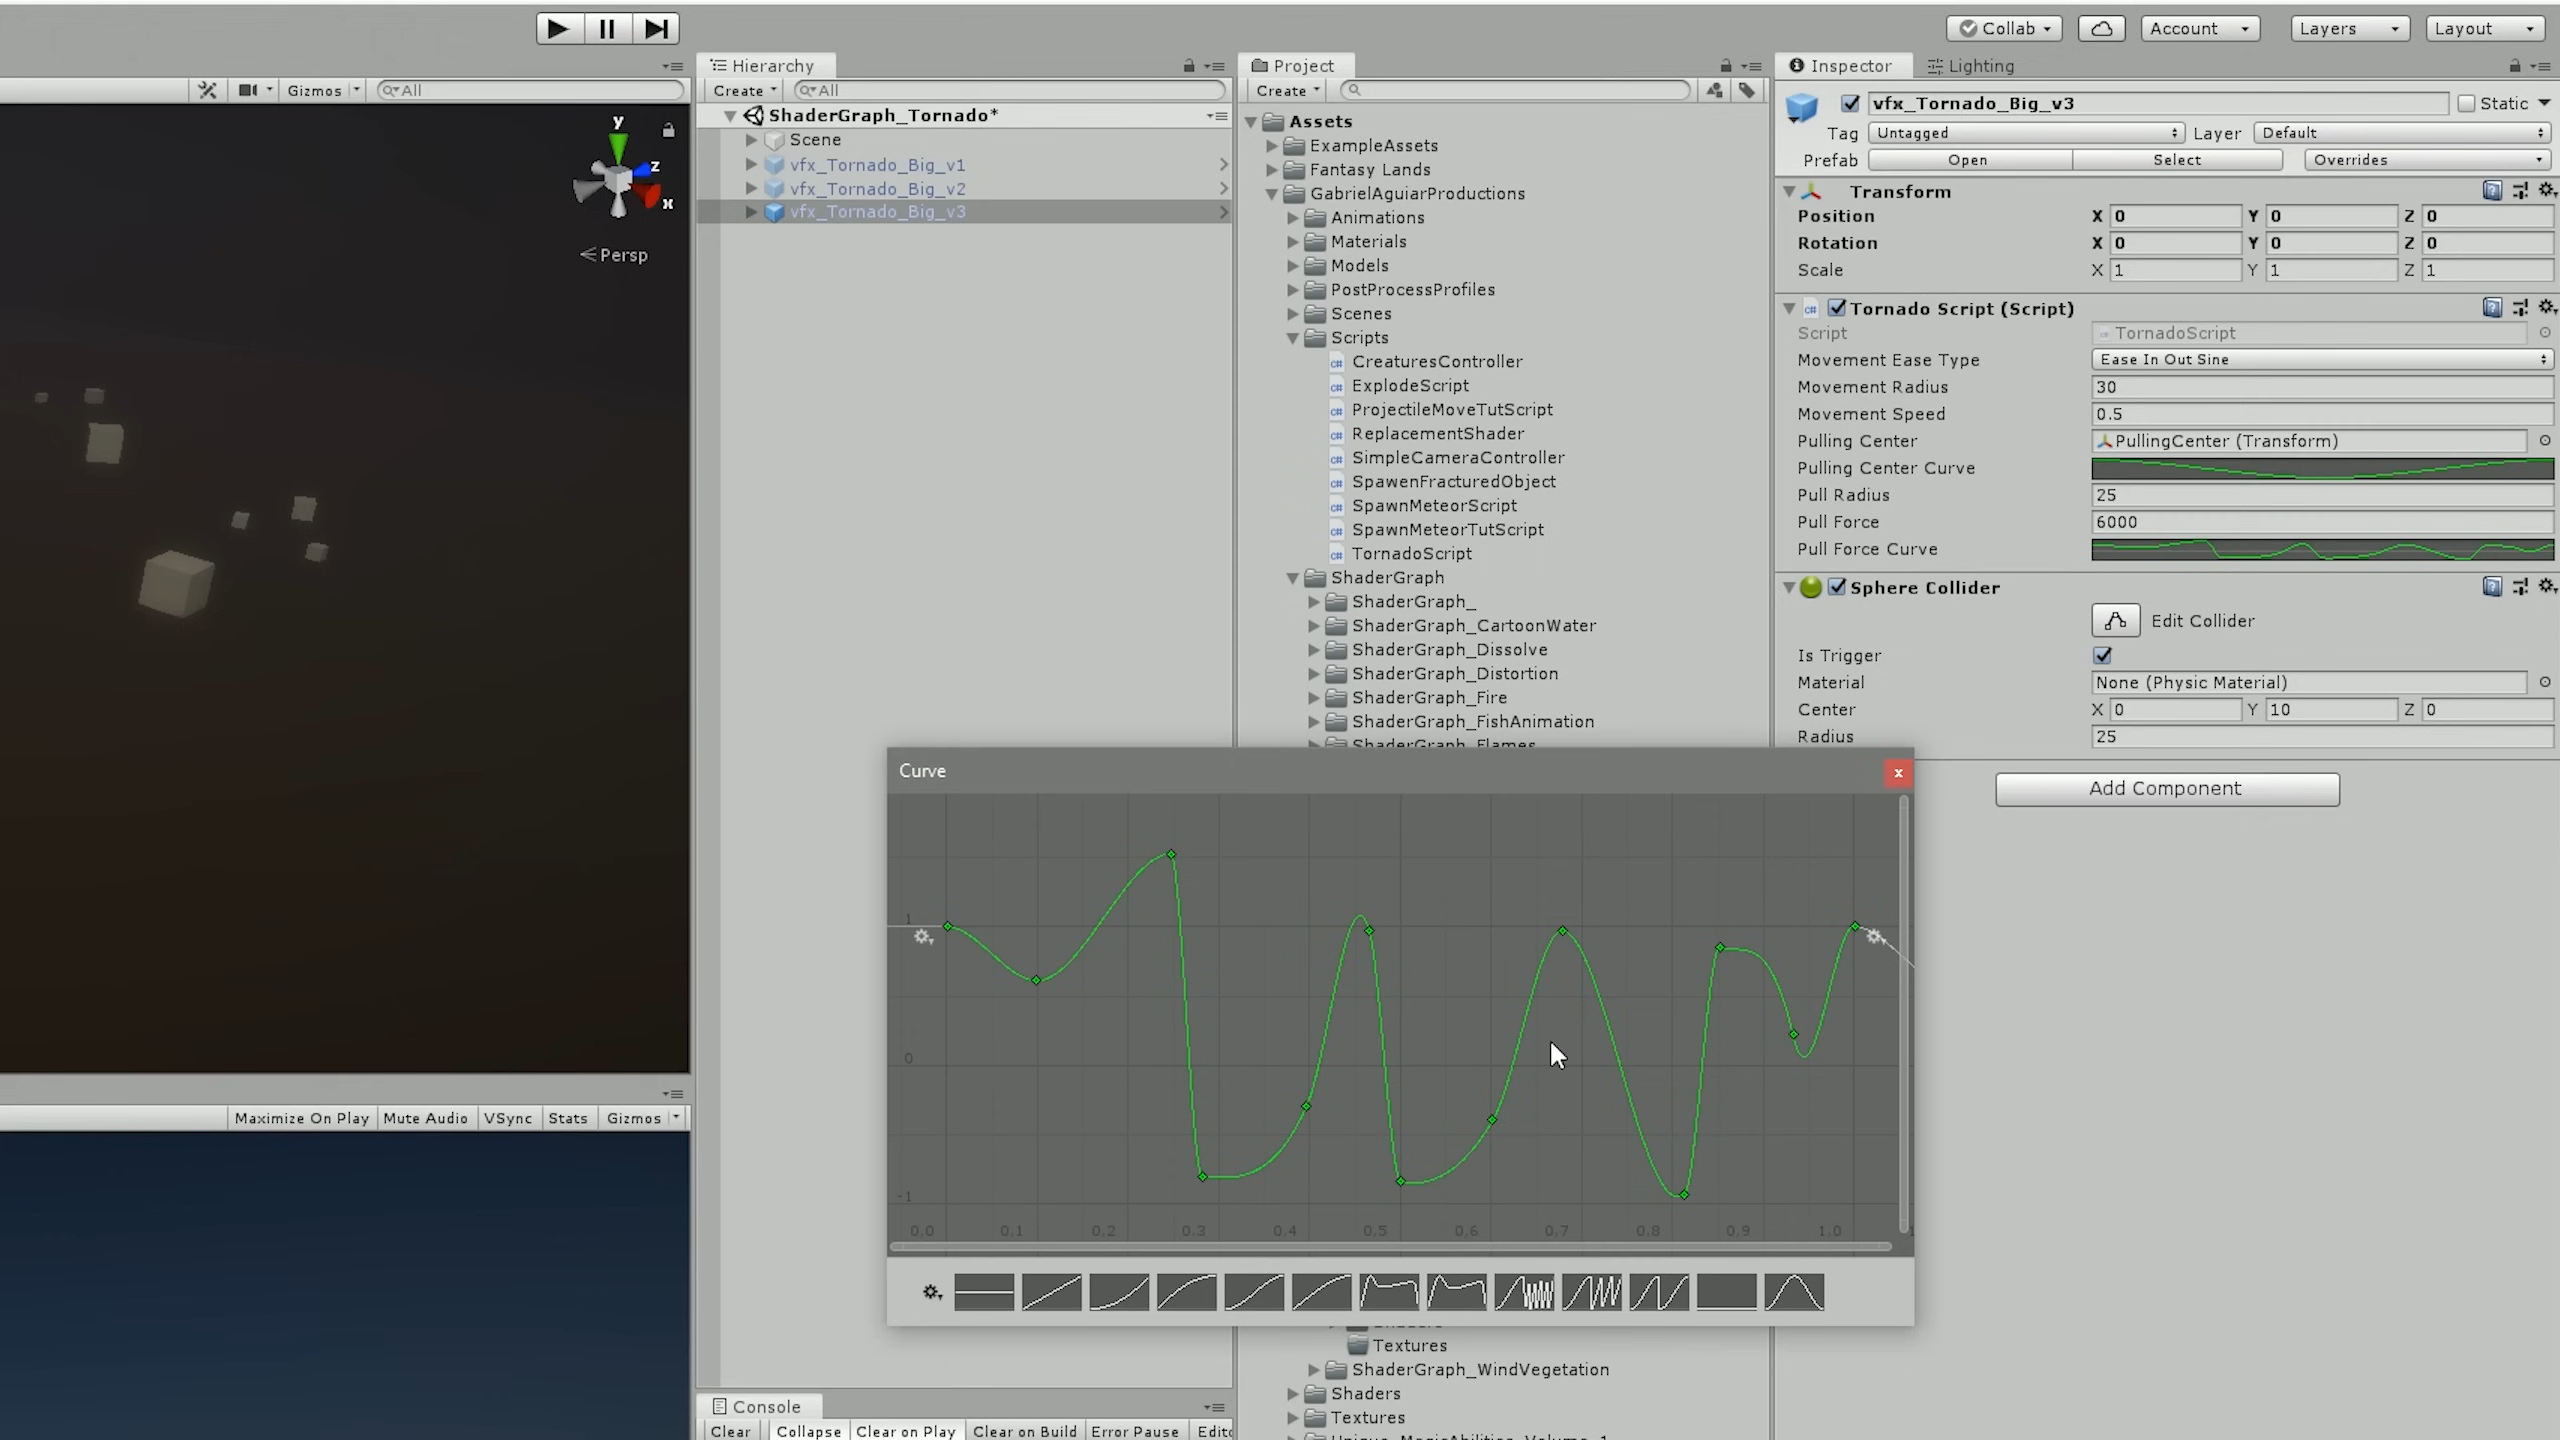 Collab
Account
Layers
Layout
Hierarchy
Project
Inspector
Lighting
Gizmos
All
Create
All
Create
vfx_Tornado_Big_v3
Static
ShaderGraph_Tornado*
Scene
vfx_Tornado_Big_v1
vfx_Tornado_Big_v2
vfx_Tornado_Big_v3
y
z
x
Persp
Assets
ExampleAssets
Fantasy Lands
GabrielAguiarProductions
Animations
Materials
Models
PostProcessProfiles
Scenes
Scripts
CreaturesController
ExplodeScript
ProjectileMoveTutScript
ReplacementShader
SimpleCameraController
SpawenFracturedObject
SpawnMeteorScript
SpawnMeteorTutScript
TornadoScript
ShaderGraph
ShaderGraph_
ShaderGraph_CartoonWater
ShaderGraph_Dissolve
ShaderGraph_Distortion
ShaderGraph_Fire
ShaderGraph_FishAnimation
ShaderGraph_Flames
Tag Untagged Layer Default
Prefab Open Select Overrides
Transform
Position X 0 Y 0 Z 0
Rotation X 0 Y 0 Z 0
Scale X 1 Y 1 Z 1
Tornado Script (Script)
Script TornadoScript
Movement Ease Type Ease In Out Sine
Movement Radius 30
Movement Speed 0.5
Pulling Center PullingCenter (Transform)
Pulling Center Curve
Pull Radius 25
Pull Force 6000
Pull Force Curve
Sphere Collider
Edit Collider
Is Trigger
Material None (Physic Material)
Center X 0 Y 10 Z 0
Radius 25
Add Component
Curve
x
1
0
-1
0,0 0,1 0,2 0,3 0,4 0,5 0,6 0,7 0,8 0,9 1,0
Maximize On Play Mute Audio VSync Stats Gizmos
Textures
ShaderGraph_WindVegetation
Shaders
Textures
Console
Clear Collapse Clear on Play Clear on Build Error Pause